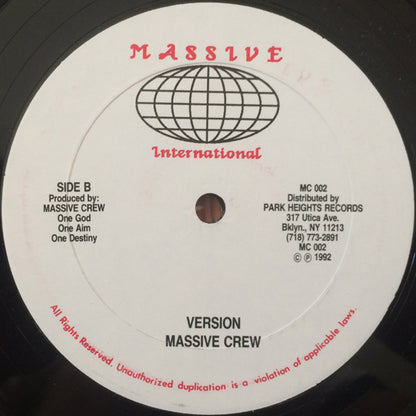 MASSIVE
International
SIDE B
Produced by:
MASSIVE CREW
One God
One Aim
One Destiny
MC 002
Distributed by
PARK HEIGHTS RECORDS
317 Utica Ave.
Bklyn., NY 11213
(718) 773-2891
MC 002
© ℗ 1992
VERSION
MASSIVE CREW
All Rights Reserved. Unauthorized duplication is a violation of applicable laws.